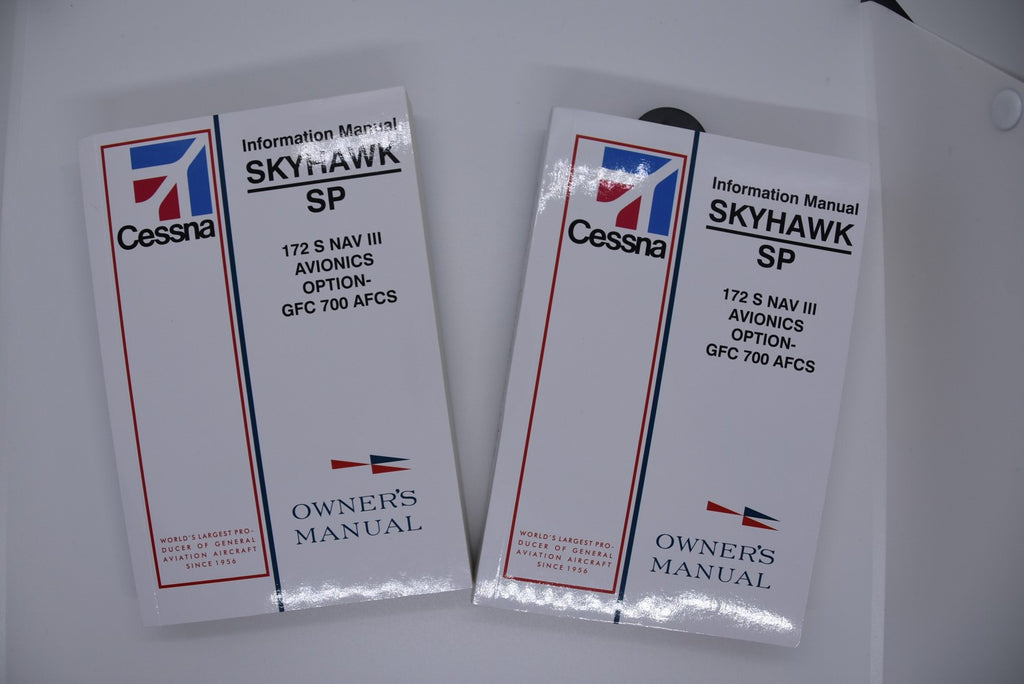 Cessna
WORLD'S LARGEST PRO-
DUCER OF GENERAL
AVIATION AIRCRAFT
SINCE 1956
Information Manual
SKYHAWK
SP
172 S NAV III
AVIONICS
OPTION-
GFC 700 AFCS
OWNER'S
MANUAL
Cessna
WORLD'S LARGEST PRO-
DUCER OF GENERAL
AVIATION AIRCRAFT
SINCE 1956
Information Manual
SKYHAWK
SP
172 S NAV III
AVIONICS
OPTION-
GFC 700 AFCS
OWNER'S
MANUAL